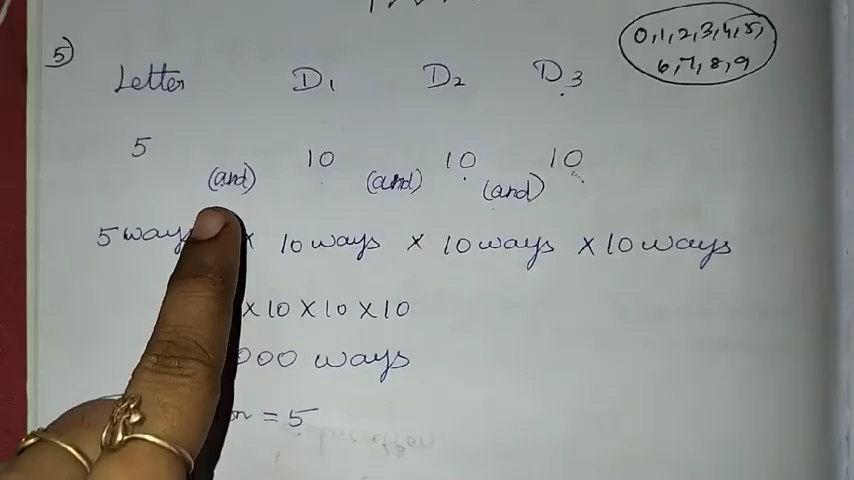 5)
0,1,2,3,4,5,
6,7,8,9
Letter D1 D2 D3
5 (and) 10 (and) 10 (and) 10
5 ways x 10 ways x 10 ways x 10 ways
x 10 x 10 x 10
000 ways
= 5